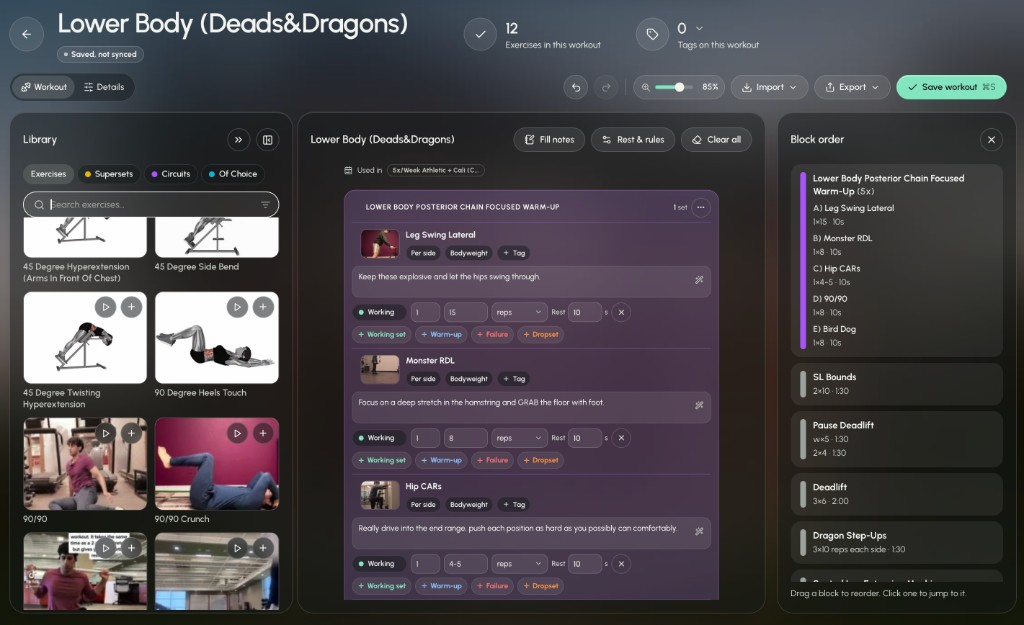 Lower Body (Deads&Dragons)
Saved, not synced
12
Exercises in this workout
0
Tags on this workout
Workout
Details
85%
Import
Export
Save workout ⌘S
Library
Exercises
Supersets
Circuits
Of Choice
Search exercises...
45 Degree Hyperextension
(Arms In Front Of Chest)
45 Degree Side Bend
45 Degree Twisting
Hyperextension
90 Degree Heels Touch
90/90
90/90 Crunch
Lower Body (Deads&Dragons)
Fill notes
Rest & rules
Clear all
Used in
5x/Week Athletic + Cali (C...
LOWER BODY POSTERIOR CHAIN FOCUSED WARM-UP
1 set
Leg Swing Lateral
Per side
Bodyweight
+ Tag
Keep these explosive and let the hips swing through.
Working
1
15
reps
Rest
10
s
+ Working set
+ Warm-up
+ Failure
+ Dropset
Monster RDL
Per side
Bodyweight
+ Tag
Focus on a deep stretch in the hamstring and GRAB the floor with foot.
Working
1
8
reps
Rest
10
s
+ Working set
+ Warm-up
+ Failure
+ Dropset
Hip CARs
Per side
Bodyweight
+ Tag
Really drive into the end range, push each position as hard as you possibly can comfortably.
Working
1
4-5
reps
Rest
10
s
+ Working set
+ Warm-up
+ Failure
+ Dropset
Block order
Lower Body Posterior Chain Focused
Warm-Up (5x)
A) Leg Swing Lateral
1×15 · 10s
B) Monster RDL
1×8 · 10s
C) Hip CARs
1×4-5 · 10s
D) 90/90
1×8 · 10s
E) Bird Dog
1×8 · 10s
SL Bounds
2×10 · 1:30
Pause Deadlift
w×5 · 1:30
2×4 · 1:30
Deadlift
3×6 · 2:00
Dragon Step-Ups
3×10 reps each side · 1:30
Drag a block to reorder. Click one to jump to it.